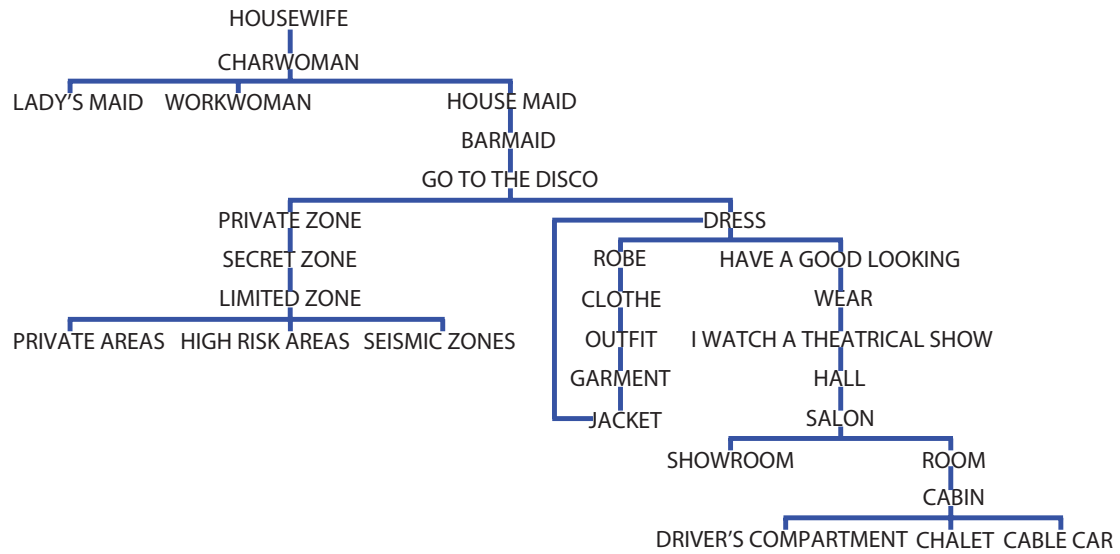 HOUSEWIFE
CHARWOMAN
LADY'S MAID WORKWOMAN HOUSE MAID
BARMAID
GO TO THE DISCO
PRIVATE ZONE DRESS
SECRET ZONE ROBE HAVE A GOOD LOOKING
LIMITED ZONE CLOTHE WEAR
PRIVATE AREAS HIGH RISK AREAS SEISMIC ZONES OUTFIT I WATCH A THEATRICAL SHOW
GARMENT HALL
JACKET SALON
SHOWROOM ROOM
CABIN
DRIVER'S COMPARTMENT CHALET CABLE CAR